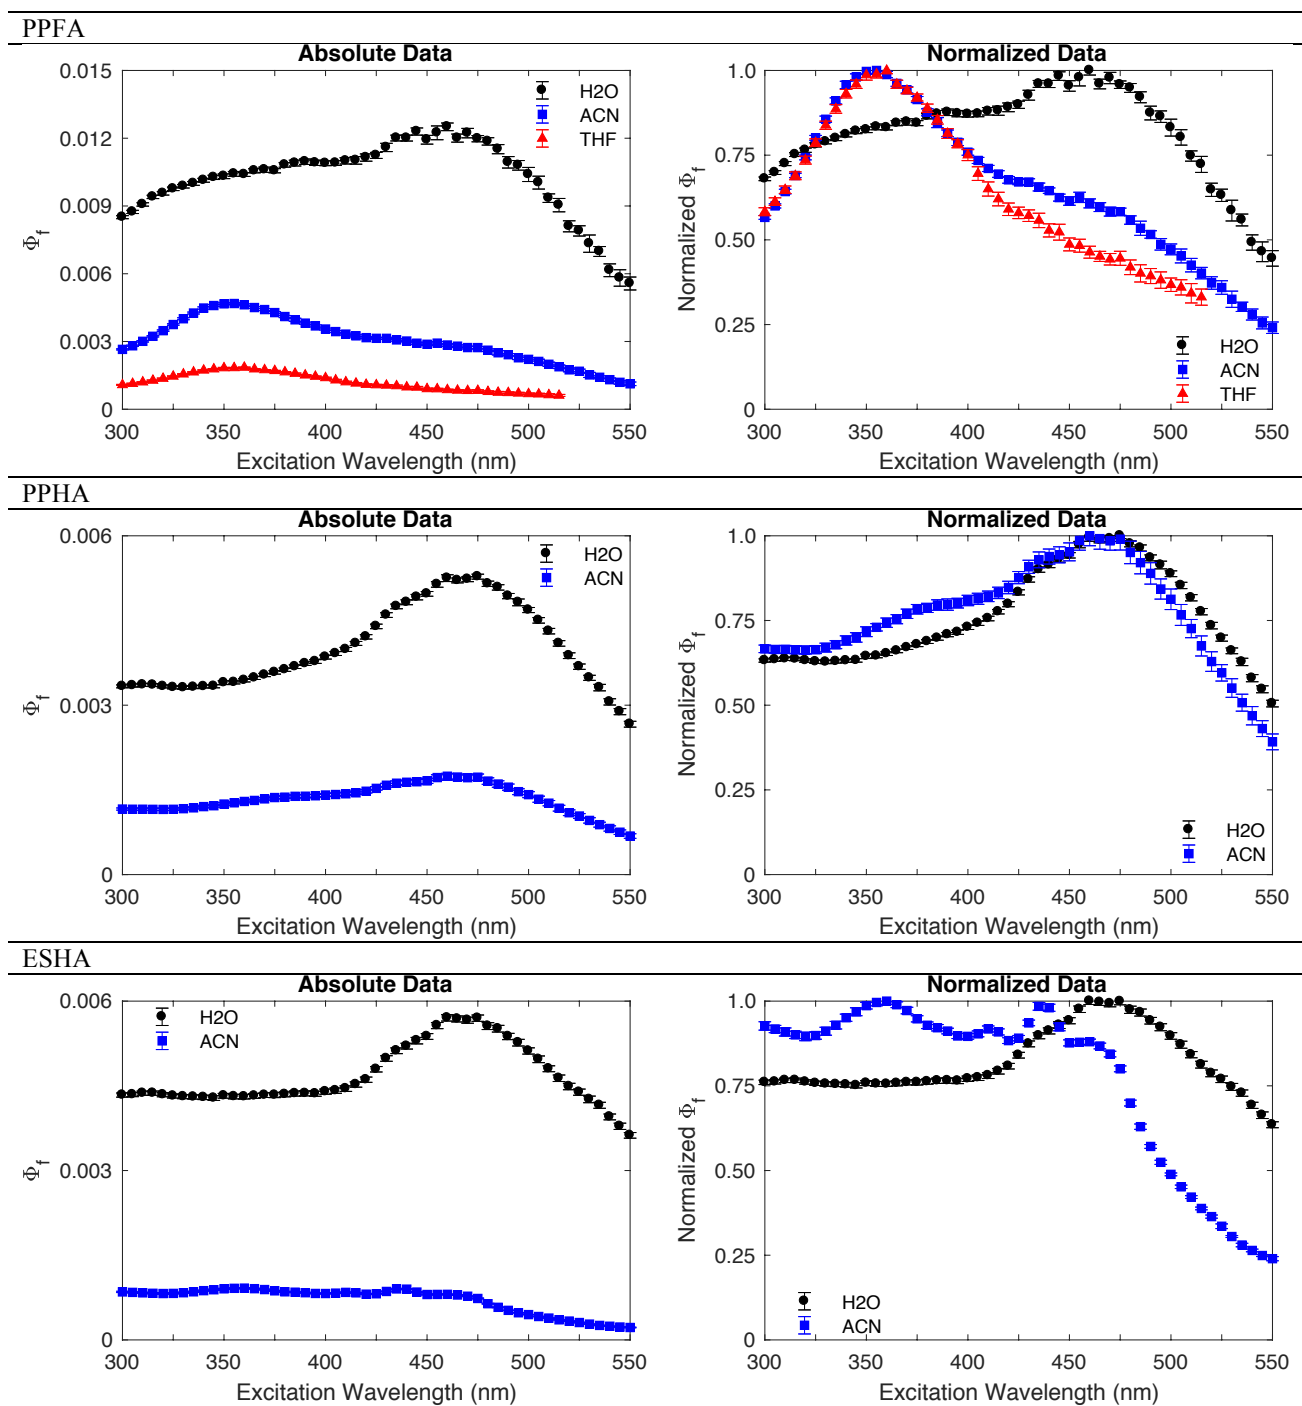 PPFA
Absolute Data
0.015
0.012
0.009
0.006
0.003
0
Φf
H2O
ACN
THF
300 350 400 450 500 550
Excitation Wavelength (nm)
Normalized Data
1.0
0.75
0.50
0.25
0
Normalized Φf
H2O
ACN
THF
300 350 400 450 500 550
Excitation Wavelength (nm)
PPHA
Absolute Data
0.006
0.003
0
Φf
H2O
ACN
300 350 400 450 500 550
Excitation Wavelength (nm)
Normalized Data
1.0
0.75
0.50
0.25
0
Normalized Φf
H2O
ACN
300 350 400 450 500 550
Excitation Wavelength (nm)
ESHA
Absolute Data
0.006
0.003
0
Φf
H2O
ACN
300 350 400 450 500 550
Excitation Wavelength (nm)
Normalized Data
1.0
0.75
0.50
0.25
0
Normalized Φf
H2O
ACN
300 350 400 450 500 550
Excitation Wavelength (nm)